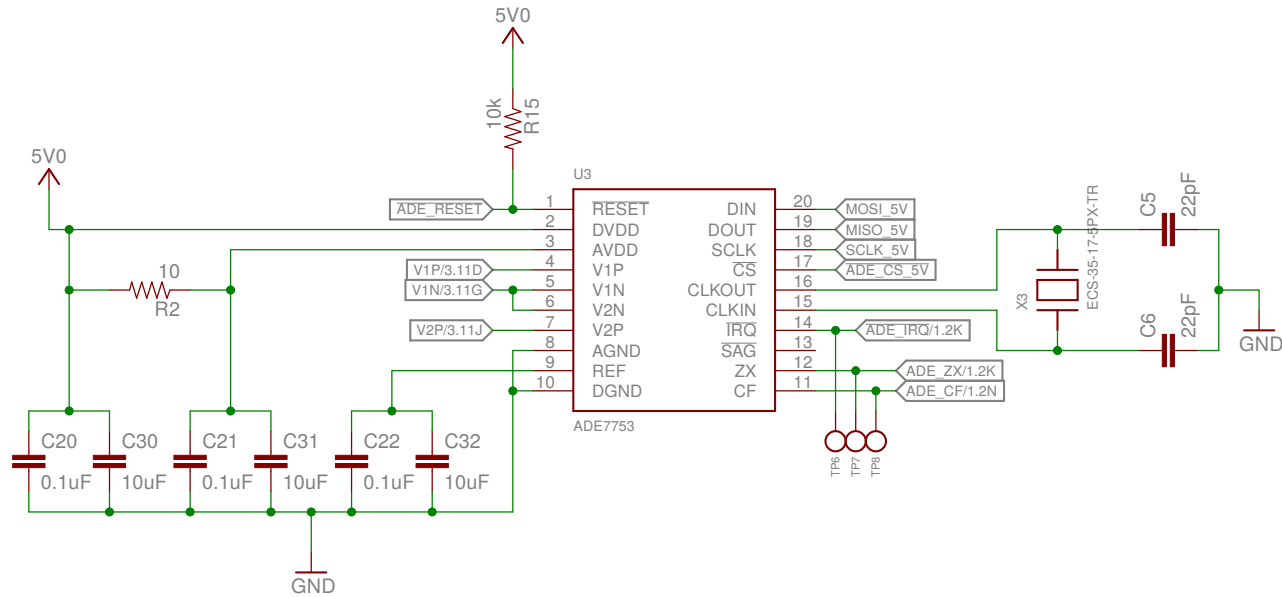 5V0
10k
R15
5V0
U3
ADE_RESET
1
RESET
DIN
20
MOSI_5V
2
DVDD
DOUT
19
MISO_5V
3
AVDD
SCLK
18
SCLK_5V
V1P/3.11D
4
V1P
CS
17
ADE_CS_5V
V1N/3.11G
5
V1N
CLKOUT
16
6
V2N
CLKIN
15
V2P/3.11J
7
V2P
IRQ
14
ADE_IRQ/1.2K
8
AGND
SAG
13
9
REF
ZX
12
ADE_ZX/1.2K
10
DGND
CF
11
ADE_CF/1.2N
ADE7753
10
R2
C5
22pF
X3
ECS-35-17-5PX-TR
C6
22pF
GND
C20
0.1uF
C30
10uF
C21
0.1uF
C31
10uF
C22
0.1uF
C32
10uF
TP6
TP7
TP8
GND